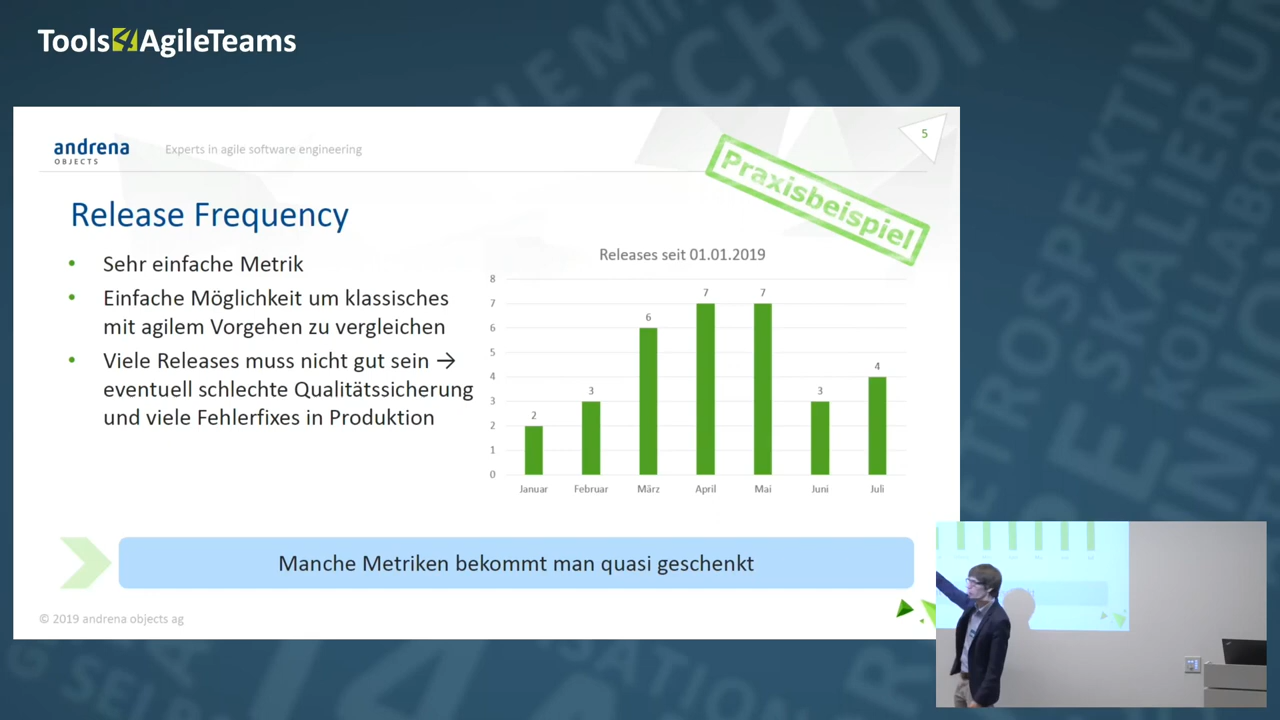 Tools4AgileTeams
andrena
OBJECTS
Experts in agile software engineering
5
Praxisbeispiel
Release Frequency
• Sehr einfache Metrik
• Einfache Möglichkeit um klassisches
mit agilem Vorgehen zu vergleichen
• Viele Releases muss nicht gut sein →
eventuell schlechte Qualitätssicherung
und viele Fehlerfixes in Produktion
Releases seit 01.01.2019
8
7
6
5
4
3
2
1
0
2
3
6
7
7
3
4
Januar
Februar
März
April
Mai
Juni
Juli
Manche Metriken bekommt man quasi geschenkt
© 2019 andrena objects ag